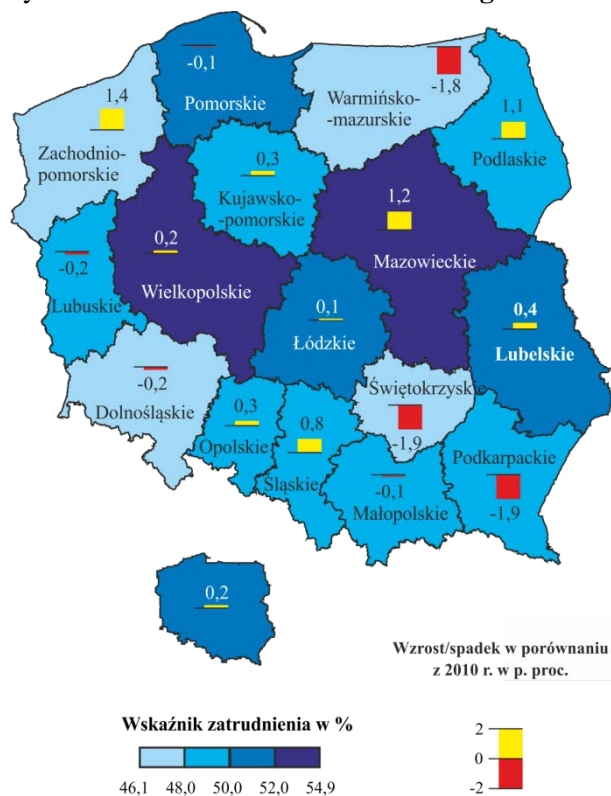 -0,1
Pomorskie
-1,8
Warmińsko-
-mazurskie
1,4
Zachodnio-
pomorskie
1,1
Podlaskie
0,3
Kujawsko-
-pomorskie
1,2
Mazowieckie
0,2
Wielkopolskie
-0,2
Lubuskie
0,1
Łódzkie
0,4
Lubelskie
-0,2
Dolnośląskie
Świętokrzyskie
-1,9
0,3
Opolskie
0,8
Śląskie
-0,1
Małopolskie
Podkarpackie
-1,9
0,2
Wzrost/spadek w porównaniu
z 2010 r. w p. proc.
Wskaźnik zatrudnienia w %
46,1 48,0 50,0 52,0 54,9
2
0
-2